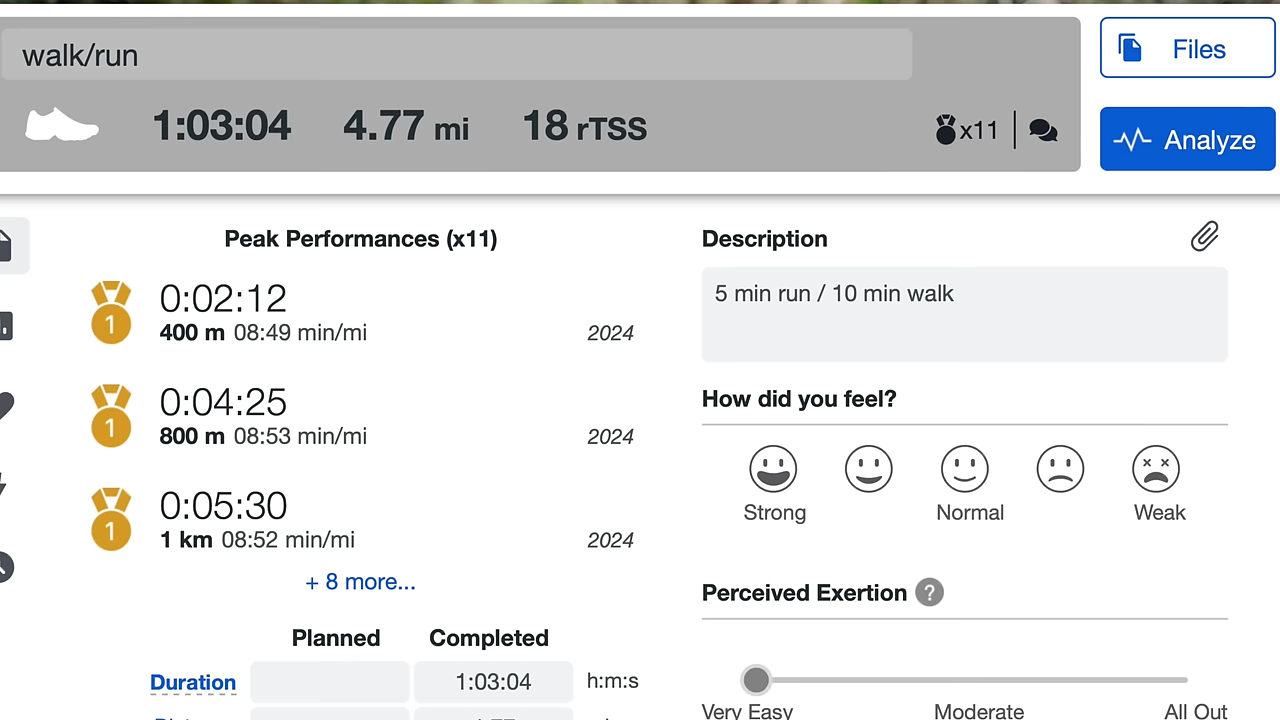 walk/run
1:03:04 4.77 mi 18 rTSS x11
Files
Analyze
Peak Performances (x11)
1
0:02:12
400 m 08:49 min/mi 2024
1
0:04:25
800 m 08:53 min/mi 2024
1
0:05:30
1 km 08:52 min/mi 2024
+ 8 more...
Planned Completed
Duration 1:03:04 h:m:s
Description
5 min run / 10 min walk
How did you feel?
Strong Normal Weak
Perceived Exertion ?
Very Easy Moderate All Out